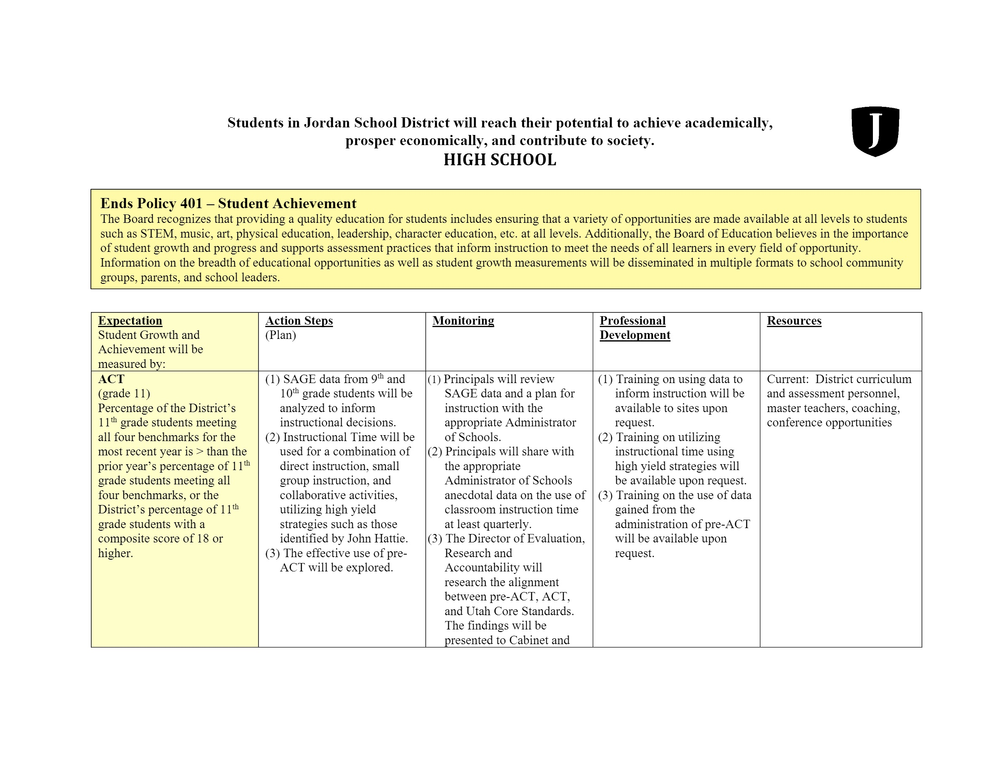 Students in Jordan School District will reach their potential to achieve academically,
prosper economically, and contribute to society.
HIGH SCHOOL
J
Ends Policy 401 – Student Achievement
The Board recognizes that providing a quality education for students includes ensuring that a variety of opportunities are made available at all levels to students
such as STEM, music, art, physical education, leadership, character education, etc. at all levels. Additionally, the Board of Education believes in the importance
of student growth and progress and supports assessment practices that inform instruction to meet the needs of all learners in every field of opportunity.
Information on the breadth of educational opportunities as well as student growth measurements will be disseminated in multiple formats to school community
groups, parents, and school leaders.
Expectation
Student Growth and
Achievement will be
measured by:
Action Steps
(Plan)
Monitoring
Professional
Development
Resources
ACT
(grade 11)
Percentage of the District’s
11th grade students meeting
all four benchmarks for the
most recent year is > than the
prior year’s percentage of 11th
grade students meeting all
four benchmarks, or the
District’s percentage of 11th
grade students with a
composite score of 18 or
higher.
(1) SAGE data from 9th and
10th grade students will be
analyzed to inform
instructional decisions.
(2) Instructional Time will be
used for a combination of
direct instruction, small
group instruction, and
collaborative activities,
utilizing high yield
strategies such as those
identified by John Hattie.
(3) The effective use of pre-
ACT will be explored.
(1) Principals will review
SAGE data and a plan for
instruction with the
appropriate Administrator
of Schools.
(2) Principals will share with
the appropriate
Administrator of Schools
anecdotal data on the use of
classroom instruction time
at least quarterly.
(3) The Director of Evaluation,
Research and
Accountability will
research the alignment
between pre-ACT, ACT,
and Utah Core Standards.
The findings will be
presented to Cabinet and
(1) Training on using data to
inform instruction will be
available to sites upon
request.
(2) Training on utilizing
instructional time using
high yield strategies will
be available upon request.
(3) Training on the use of data
gained from the
administration of pre-ACT
will be available upon
request.
Current:  District curriculum
and assessment personnel,
master teachers, coaching,
conference opportunities